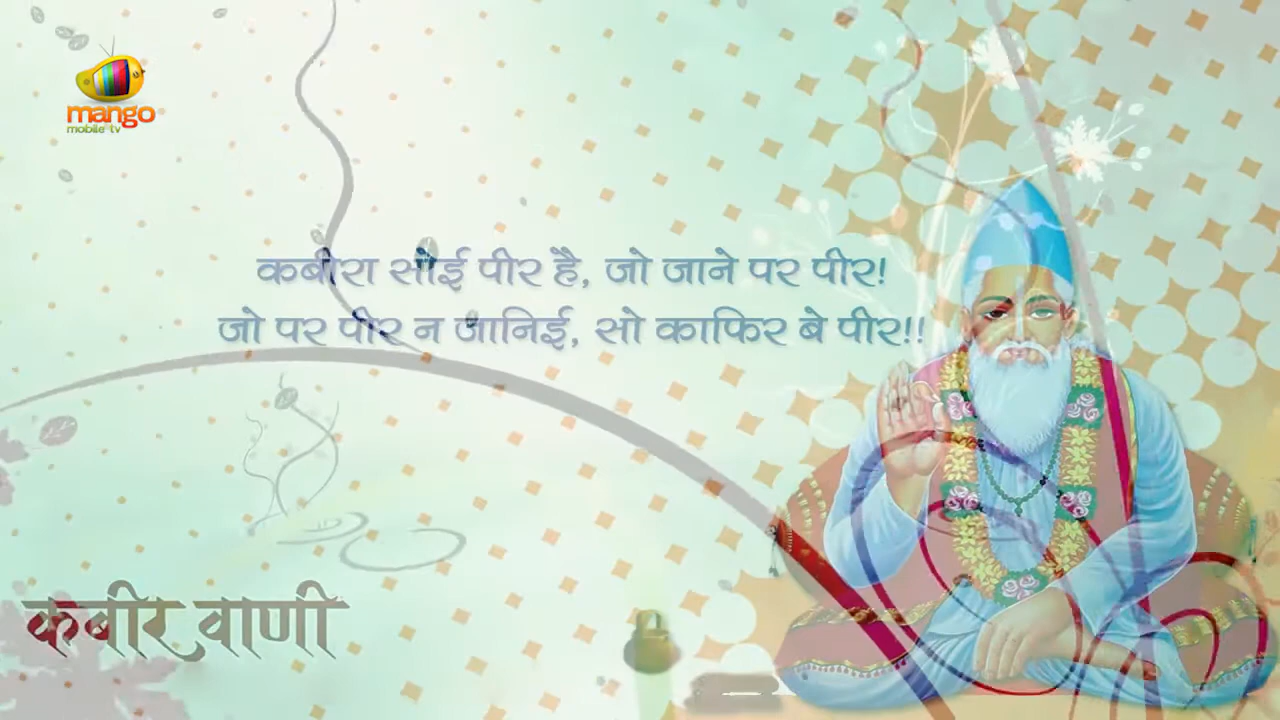 mango
mobile tv
कबीरा सोई पीर है, जो जाने पर पीर!
जो पर पीर न जानिई, सो काफिर बे पीर!!
कबीर वाणी